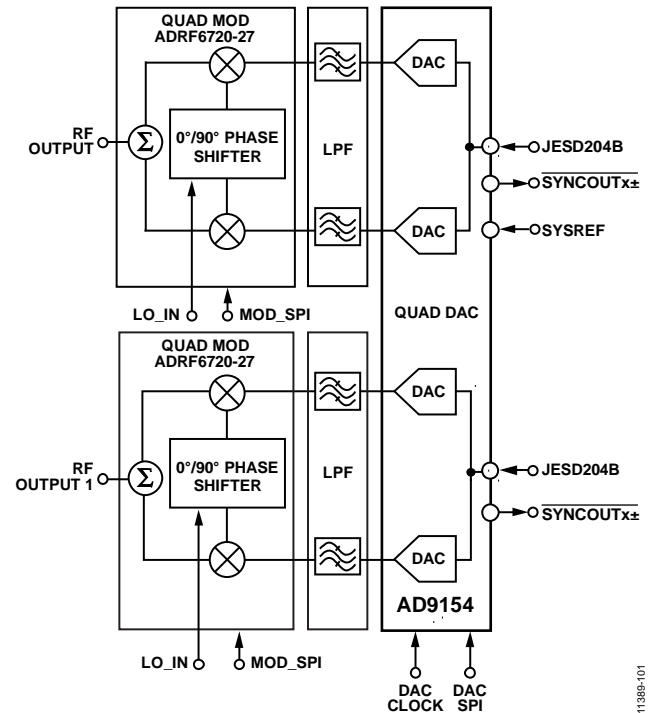 QUAD MOD
ADRF6720-27
RF
OUTPUT
Σ
0°/90° PHASE
SHIFTER
LPF
DAC
DAC
JESD204B
SYNCOUTx±
SYSREF
LO_IN
MOD_SPI
QUAD DAC
QUAD MOD
ADRF6720-27
RF
OUTPUT 1
Σ
0°/90° PHASE
SHIFTER
LPF
DAC
DAC
JESD204B
SYNCOUTx±
AD9154
LO_IN
MOD_SPI
DAC
CLOCK
DAC
SPI
11389-101